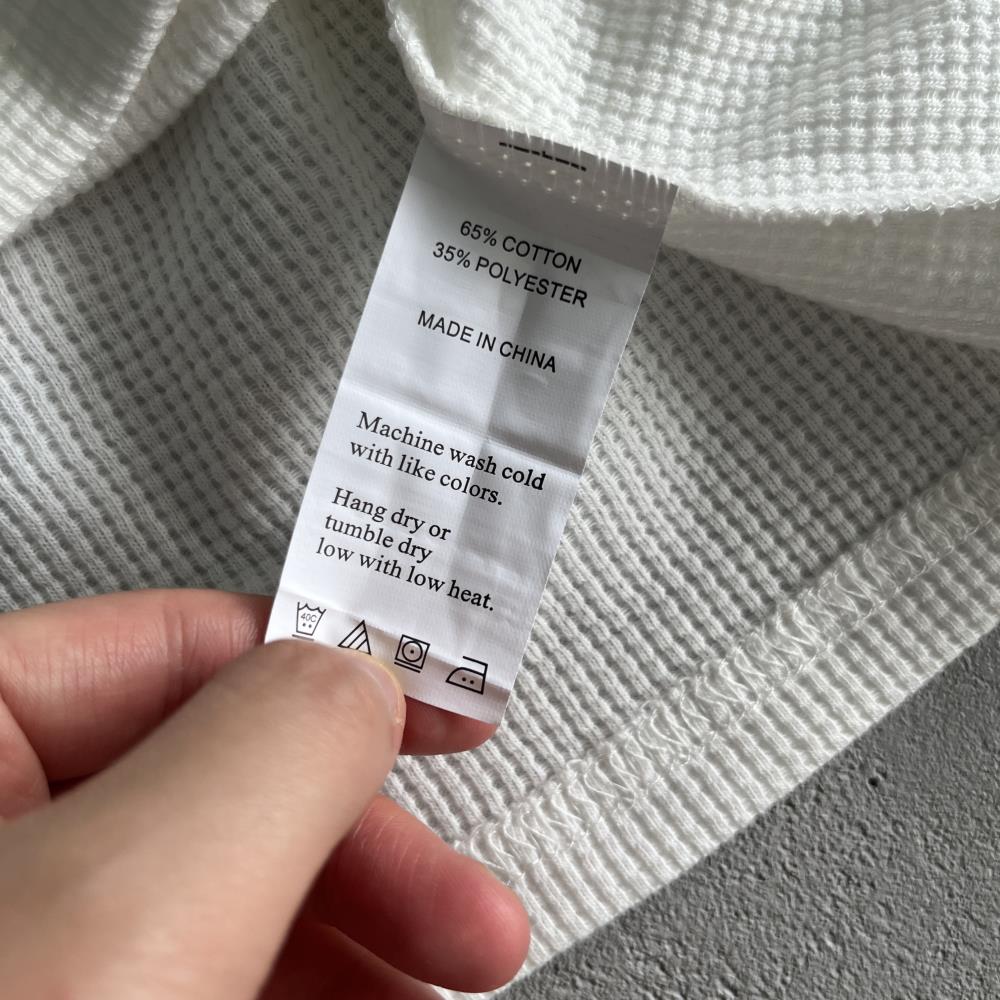 65% COTTON
35% POLYESTER
MADE IN CHINA
Machine wash cold
with like colors.
Hang dry or
tumble dry
low with low heat.
40C